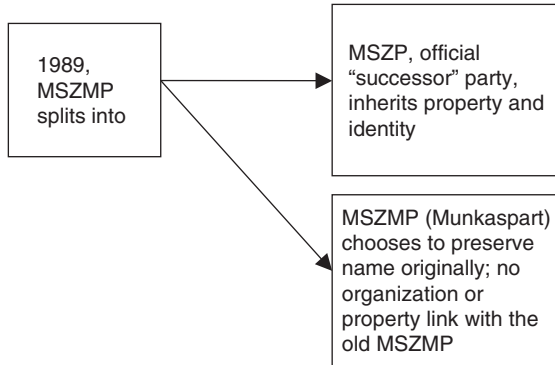 1989,
MSZMP
splits into
MSZP, official
“successor” party,
inherits property and
identity
MSZMP (Munkaspart)
chooses to preserve
name originally; no
organization or
property link with the
old MSZMP